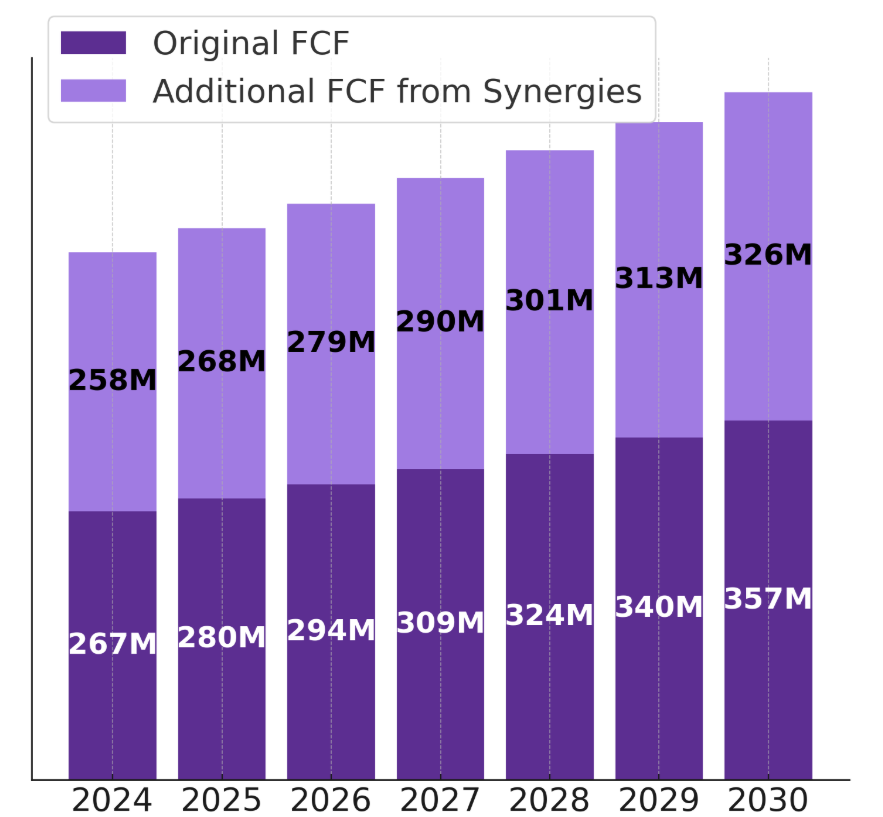 Original FCF
Additional FCF from Synergies
258M 268M 279M 290M 301M 313M 326M
267M 280M 294M 309M 324M 340M 357M
2024 2025 2026 2027 2028 2029 2030